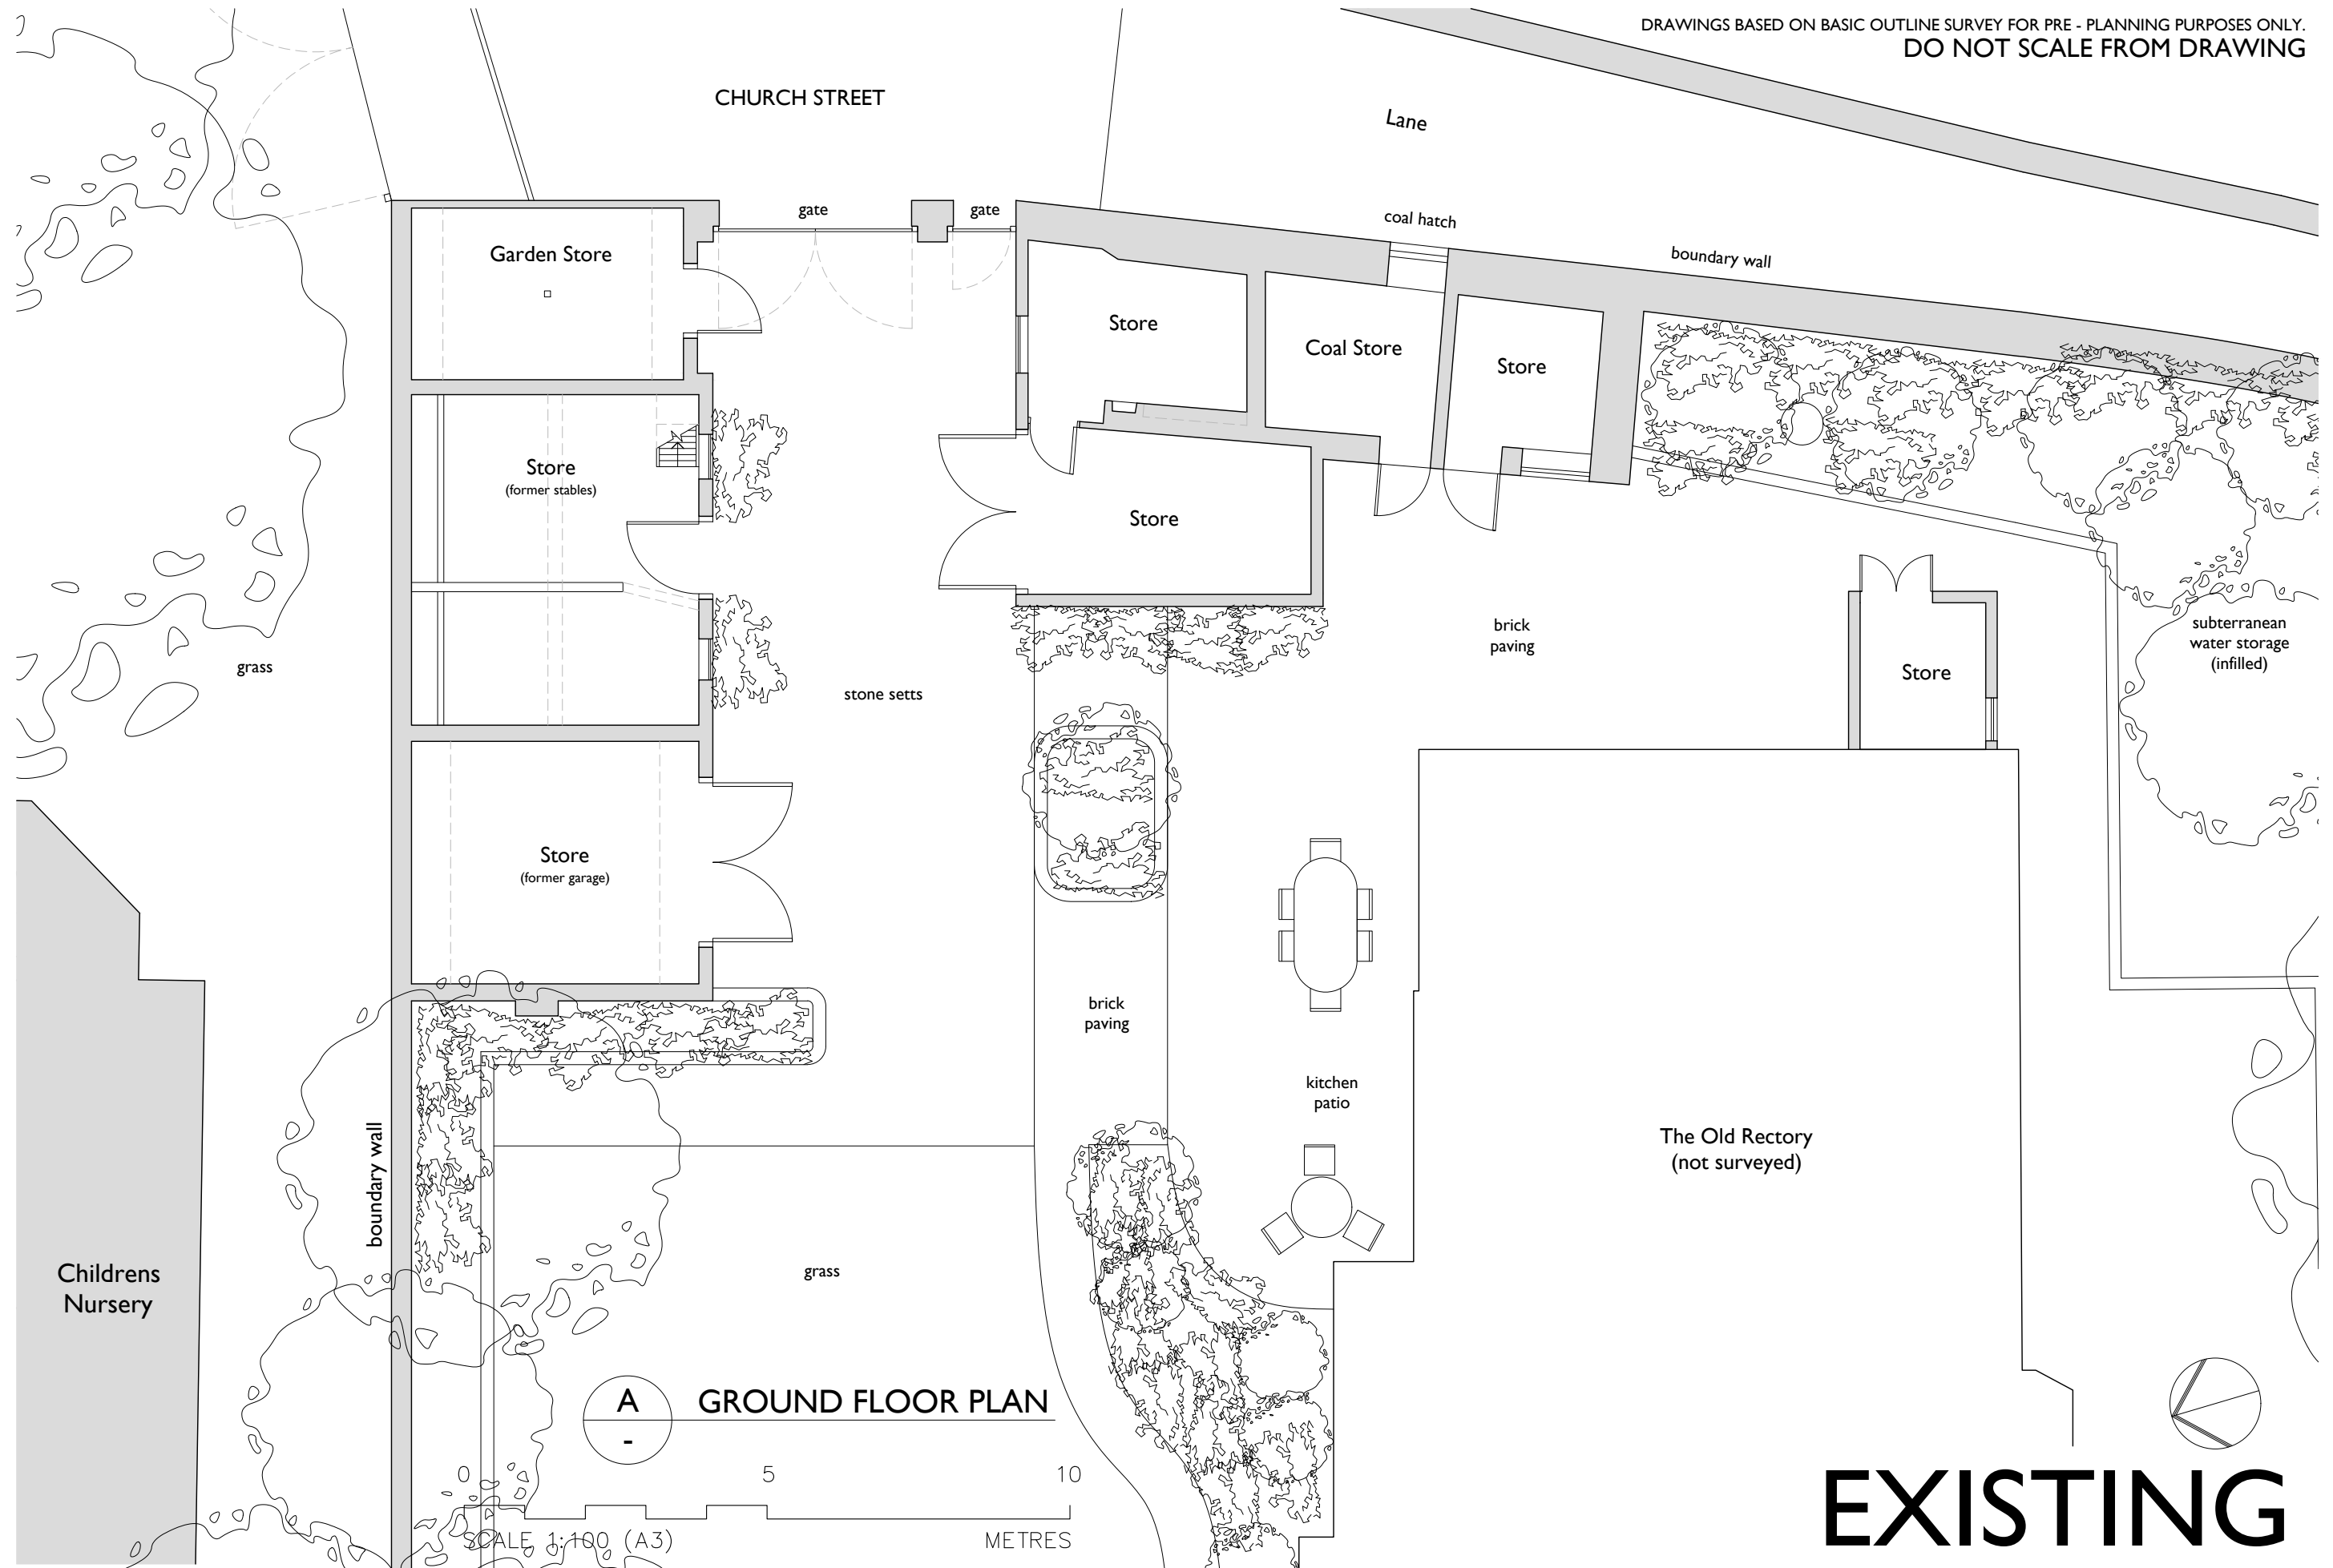 DRAWINGS BASED ON BASIC OUTLINE SURVEY FOR PRE - PLANNING PURPOSES ONLY.
DO NOT SCALE FROM DRAWING
CHURCH STREET
Lane
gate
gate
coal hatch
boundary wall
Garden Store
Store
Coal Store
Store
Store
(former stables)
Store
brick
paving
subterranean
water storage
(infilled)
grass
stone setts
Store
Store
(former garage)
brick
paving
kitchen
patio
The Old Rectory
(not surveyed)
boundary wall
Childrens
Nursery
grass
A
-
GROUND FLOOR PLAN
0 5 10
SCALE 1:100 (A3) METRES
EXISTING